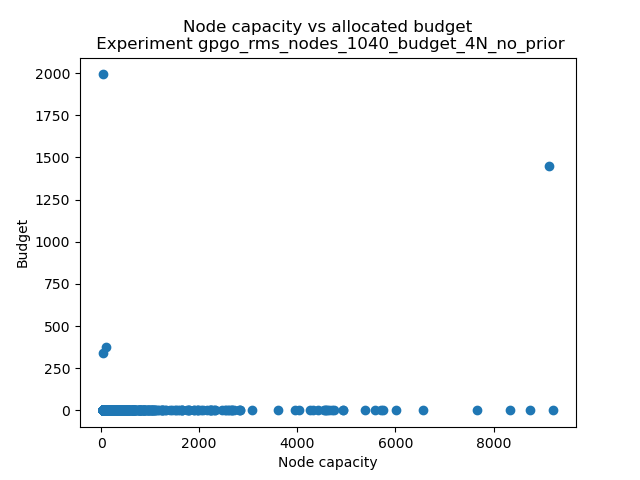 Node capacity vs allocated budget
Experiment gpgo_rms_nodes_1040_budget_4N_no_prior
2000
1750
1500
1250
1000
750
500
250
0
Budget
0 2000 4000 6000 8000
Node capacity